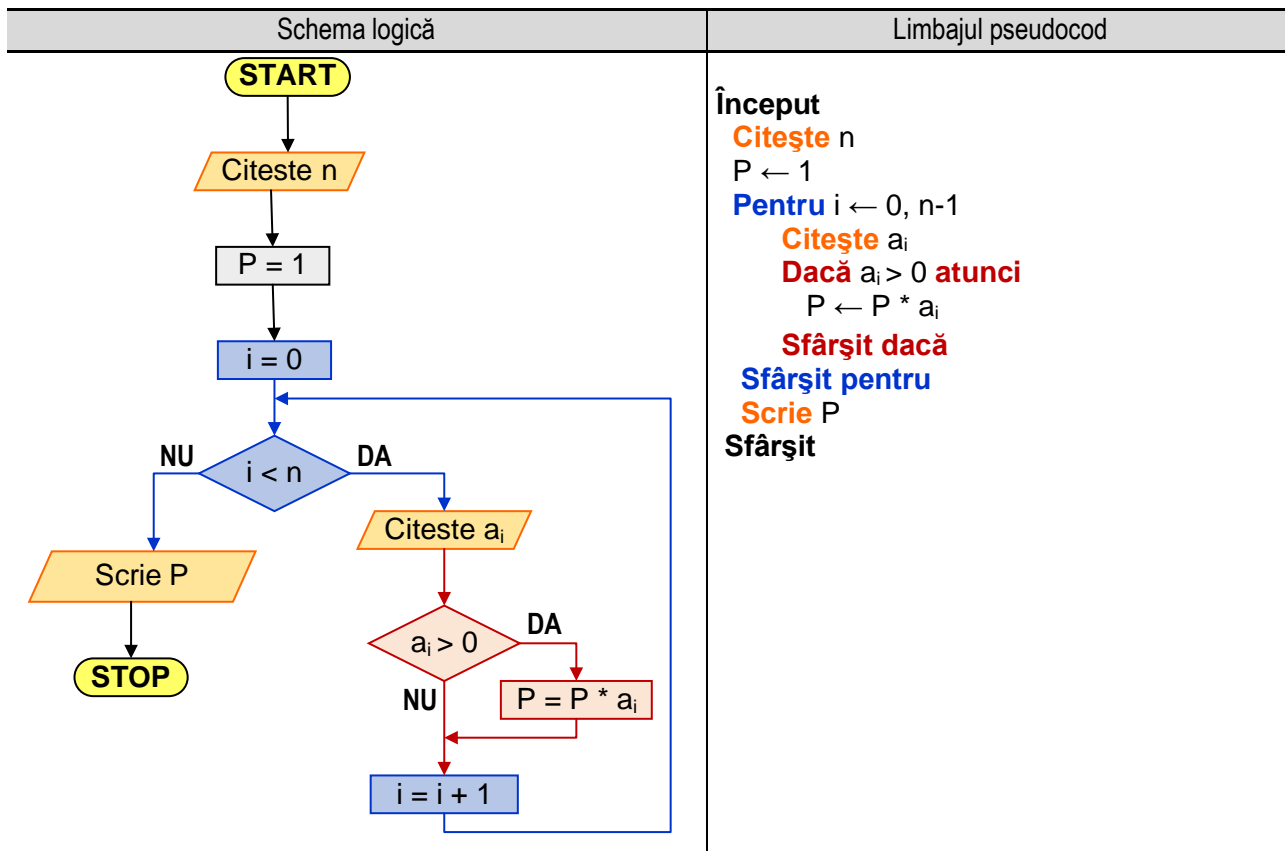 Schema logică
Limbajul pseudocod
START
Citeste n
P = 1
i = 0
NU
i < n
DA
Citeste aᵢ
Scrie P
STOP
aᵢ > 0
DA
NU
P = P * aᵢ
i = i + 1
Început
Citeşte n
P ← 1
Pentru i ← 0, n-1
Citeşte aᵢ
Dacă aᵢ > 0 atunci
P ← P * aᵢ
Sfârşit dacă
Sfârşit pentru
Scrie P
Sfârşit